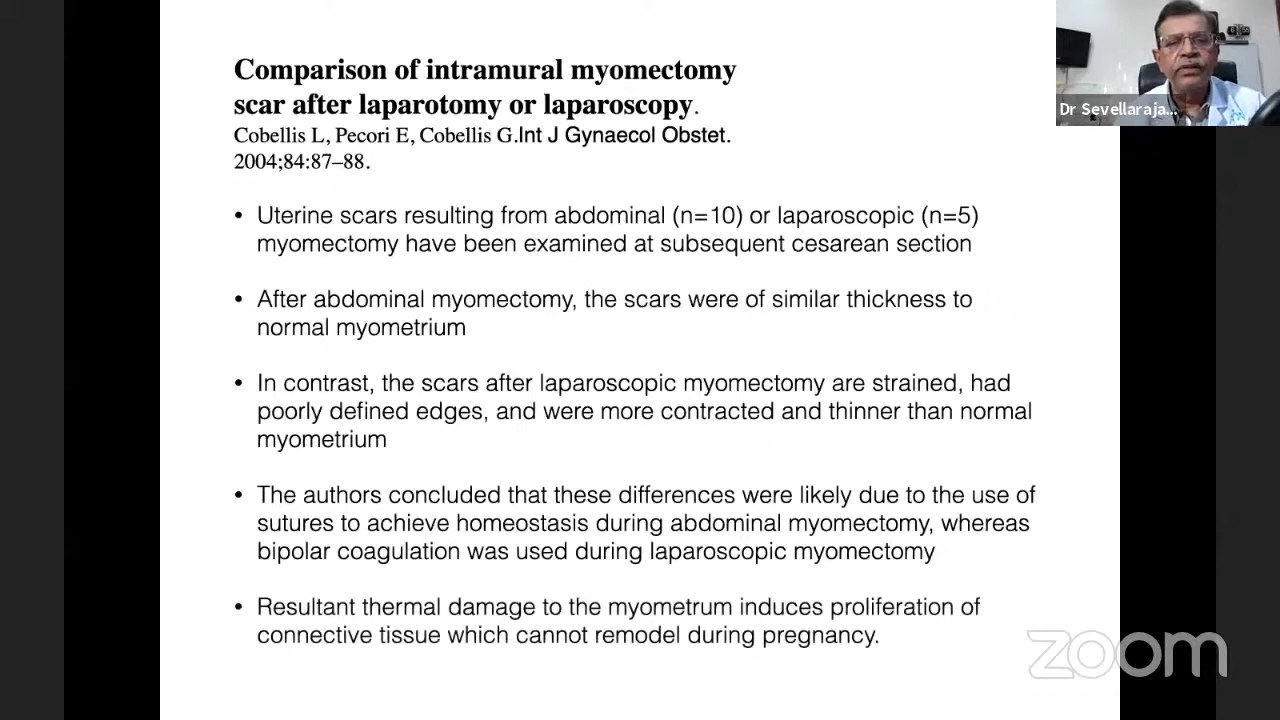 Comparison of intramural myomectomy
scar after laparotomy or laparoscopy.
Cobellis L, Pecori E, Cobellis G.Int J Gynaecol Obstet.
2004;84:87–88.
• Uterine scars resulting from abdominal (n=10) or laparoscopic (n=5)
myomectomy have been examined at subsequent cesarean section
• After abdominal myomectomy, the scars were of similar thickness to
normal myometrium
• In contrast, the scars after laparoscopic myomectomy are strained, had
poorly defined edges, and were more contracted and thinner than normal
myometrium
• The authors concluded that these differences were likely due to the use of
sutures to achieve homeostasis during abdominal myomectomy, whereas
bipolar coagulation was used during laparoscopic myomectomy
• Resultant thermal damage to the myometrum induces proliferation of
connective tissue which cannot remodel during pregnancy.
Dr Sevellaraja...
zoom